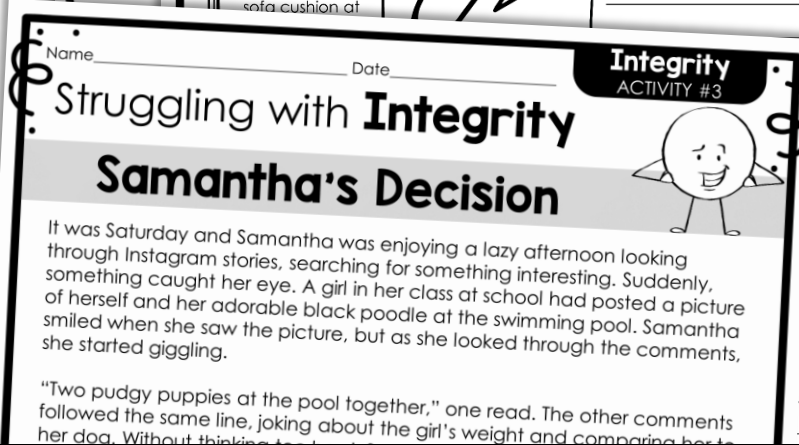 sofa cushion at
Name Date
Integrity
ACTIVITY #3
Struggling with Integrity
Samantha's Decision
It was Saturday and Samantha was enjoying a lazy afternoon looking
through Instagram stories, searching for something interesting. Suddenly,
something caught her eye. A girl in her class at school had posted a picture
of herself and her adorable black poodle at the swimming pool. Samantha
smiled when she saw the picture, but as she looked through the comments,
she started giggling.
“Two pudgy puppies at the pool together,” one read. The other comments
followed the same line, joking about the girl’s weight and comparing her to
her dog. Without thinking too